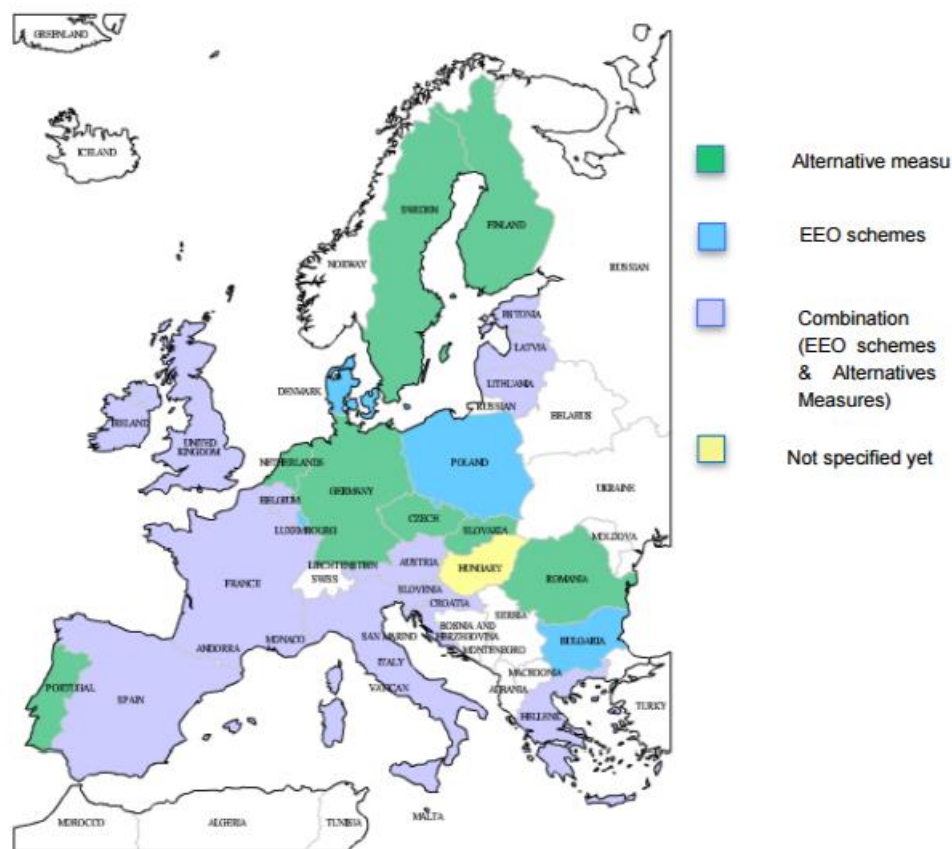 GREENLAND
ICELAND
SWEDEN
FINLAND
NORWAY
RUSSIAN
ESTONIA
LATVIA
LITHUANIA
DENMARK
RUSSIAN
BELARUS
IRELAND
UNITED
KINGDOM
NETHERLANDS
POLAND
BELGIUM
GERMANY
UKRAINE
CZECH
LUXEMBOURG
SLOVAKIA
MOLDOVA
LIECHTENSTEIN
AUSTRIA
HUNGARY
SWISS
FRANCE
ROMANIA
SLOVENIA
CROATIA
SERBIA
BOSNIA AND
HERZEGOVINA
ANDORRA
MONACO
SAN MARINO
MONTENEGRO
BULGARIA
ITALY
MACEDONIA
PORTUGAL
SPAIN
VATICAN
ALBANIA
HELLENIC
TURKY
MALTA
MOROCCO
ALGERIA
TUNISIA
Alternative measu
EEO schemes
Combination
(EEO schemes
& Alternatives
Measures)
Not specified yet